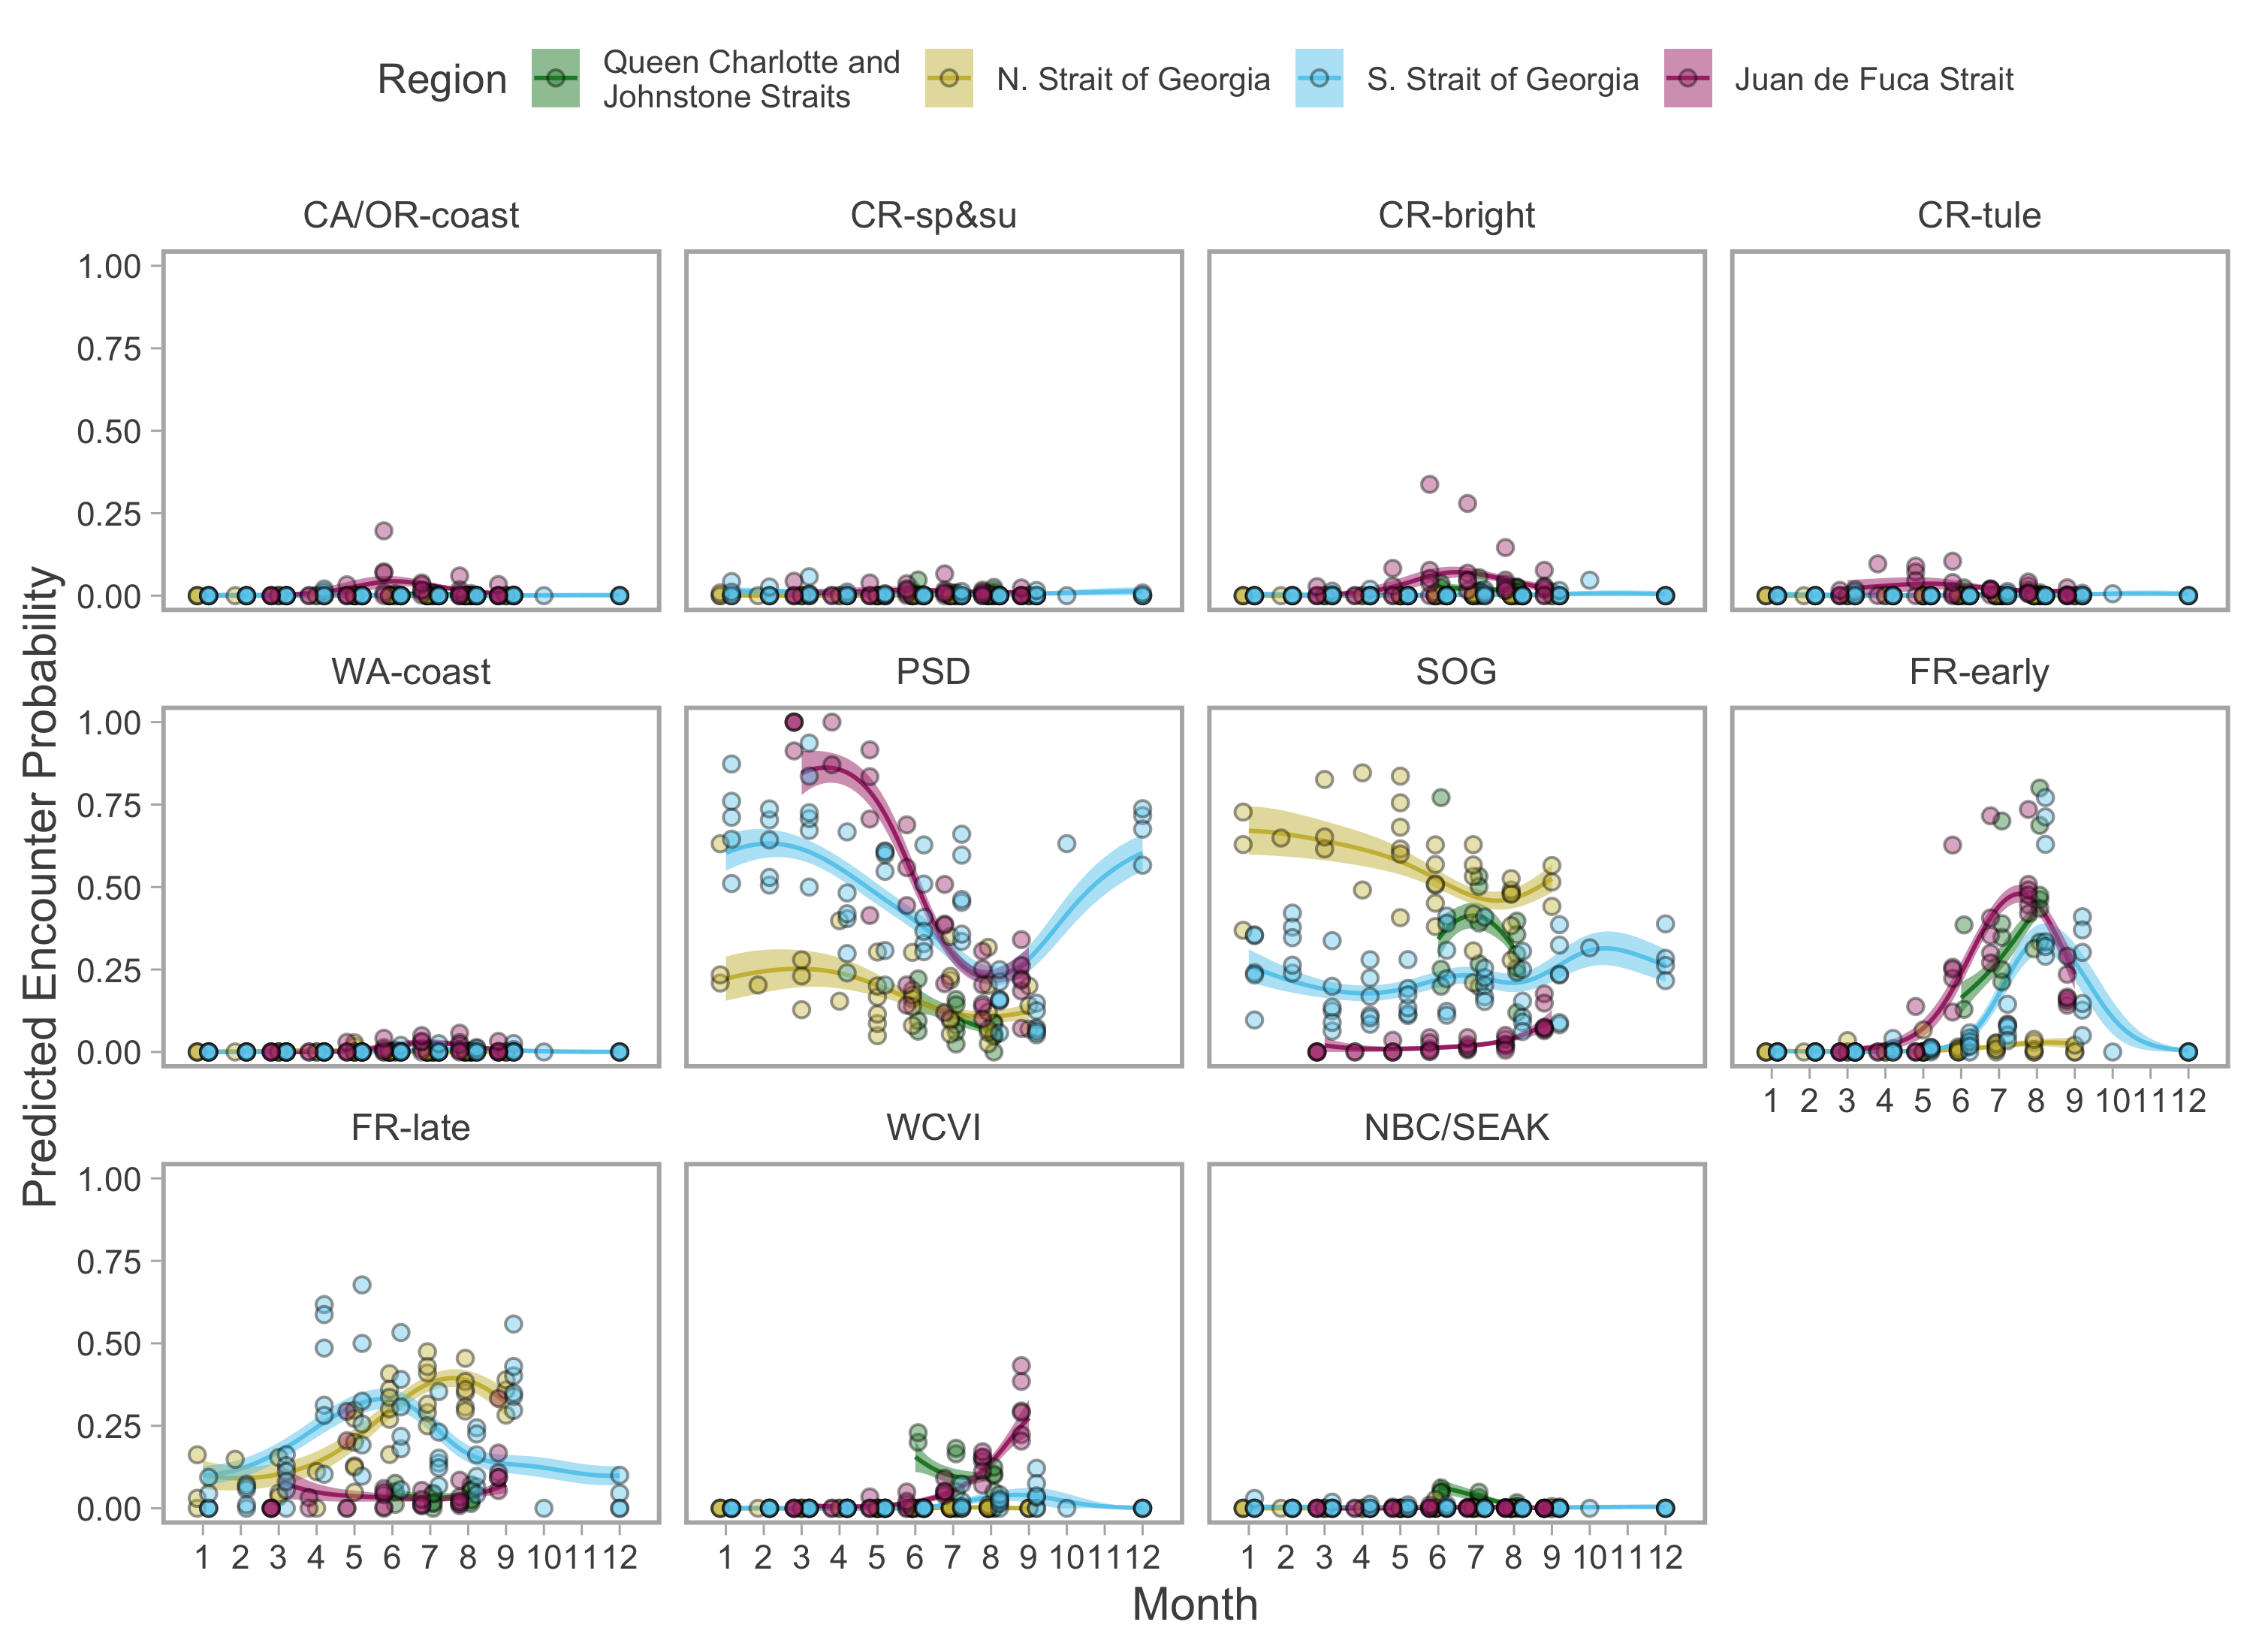 Region
Queen Charlotte and
Johnstone Straits
N. Strait of Georgia
S. Strait of Georgia
Juan de Fuca Strait
CA/OR-coast
CR-sp&su
CR-bright
CR-tule
1.00
0.75
0.50
0.25
0.00
WA-coast
PSD
SOG
FR-early
1.00
0.75
0.50
0.25
0.00
1 2 3 4 5 6 7 8 9 10 11 12
FR-late
WCVI
NBC/SEAK
1.00
0.75
0.50
0.25
0.00
1 2 3 4 5 6 7 8 9 10 11 12
1 2 3 4 5 6 7 8 9 10 11 12
1 2 3 4 5 6 7 8 9 10 11 12
Month
Predicted Encounter Probability